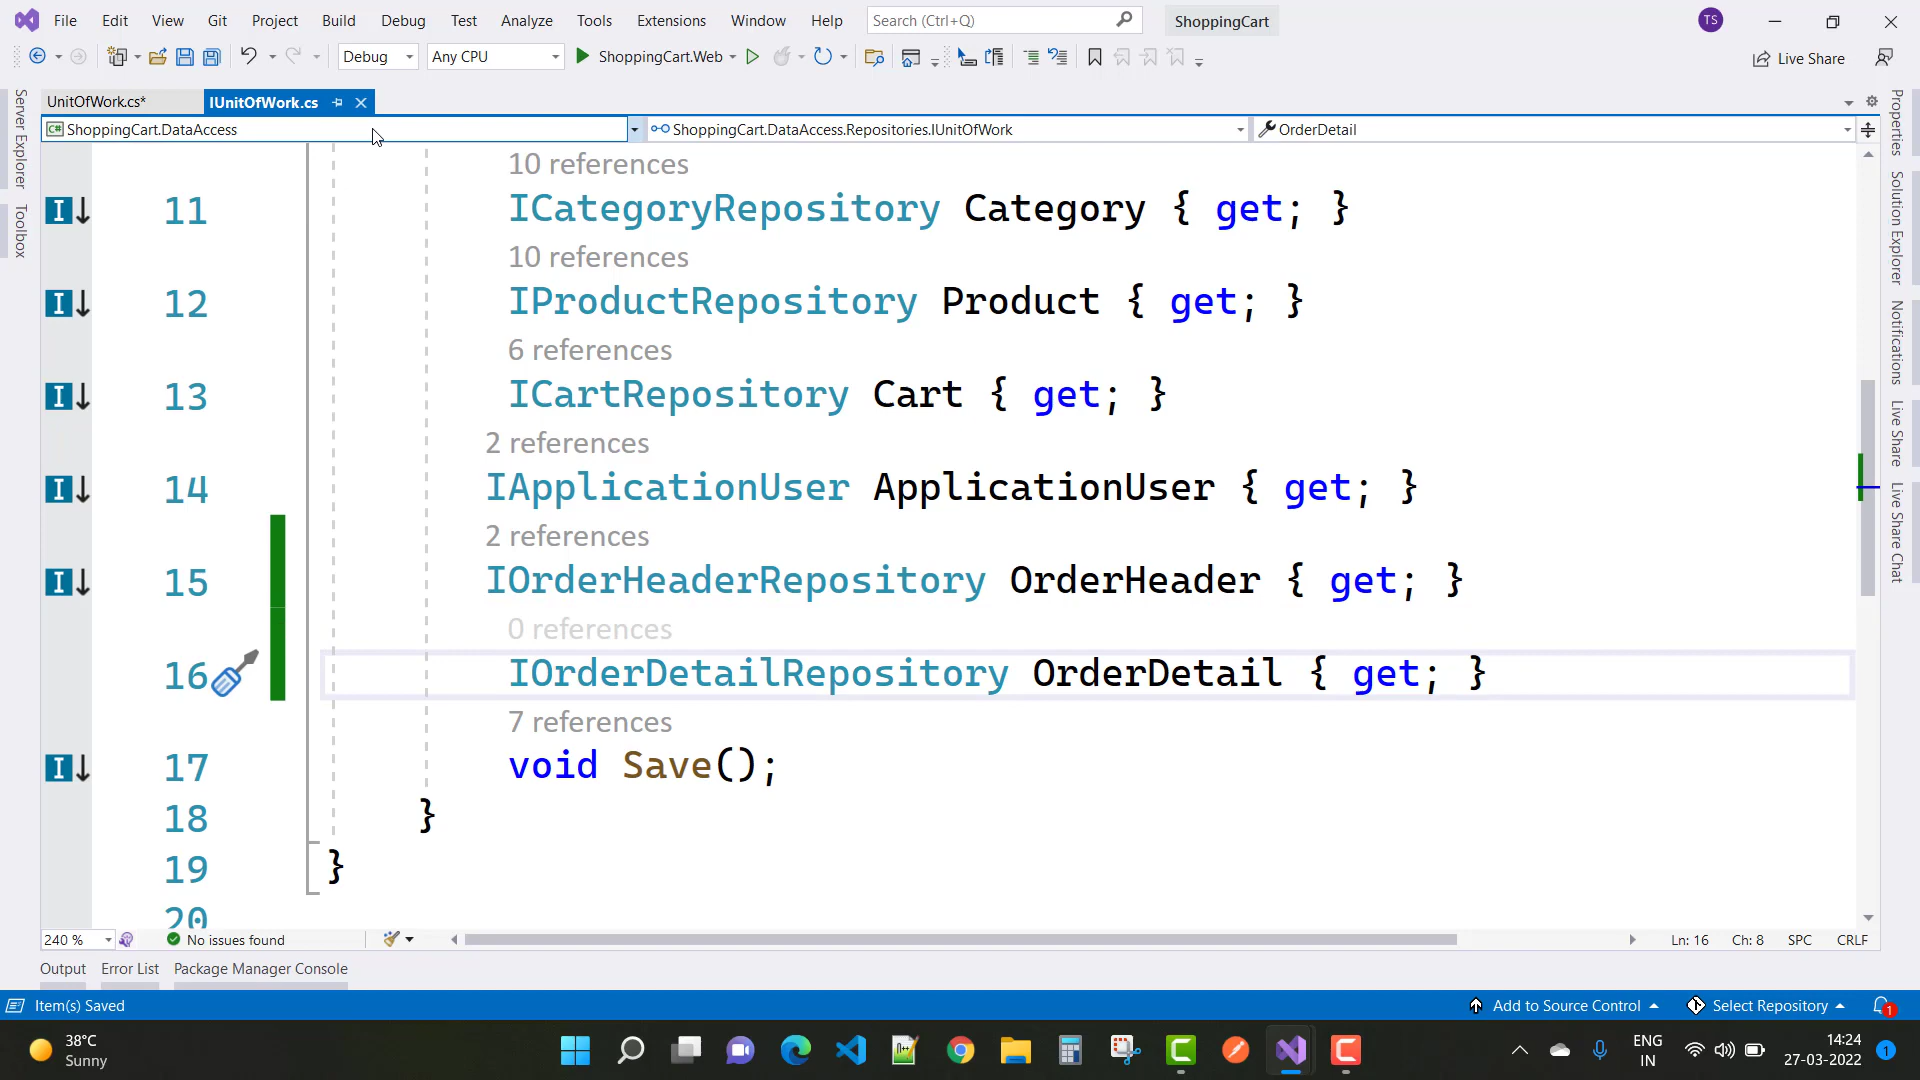 File Edit View Git Project Build Debug Test Analyze Tools Extensions Window Help Search (Ctrl+Q) ShoppingCart TS
Debug Any CPU ShoppingCart.Web Live Share
UnitOfWork.cs* IUnitOfWork.cs
C# ShoppingCart.DataAccess ShoppingCart.DataAccess.Repositories.IUnitOfWork OrderDetail
Server Explorer
Toolbox
10 references
11 ICategoryRepository Category { get; }
10 references
12 IProductRepository Product { get; }
6 references
13 ICartRepository Cart { get; }
2 references
14 IApplicationUser ApplicationUser { get; }
2 references
15 IOrderHeaderRepository OrderHeader { get; }
0 references
16 IOrderDetailRepository OrderDetail { get; }
7 references
17 void Save();
18 }
19 }
20
Properties
Solution Explorer
Notifications
Live Share
Live Share Chat
240 % No issues found Ln: 16 Ch: 8 SPC CRLF
Output Error List Package Manager Console
Item(s) Saved Add to Source Control Select Repository 1
38°C
Sunny
ENG
IN
14:24
27-03-2022
1